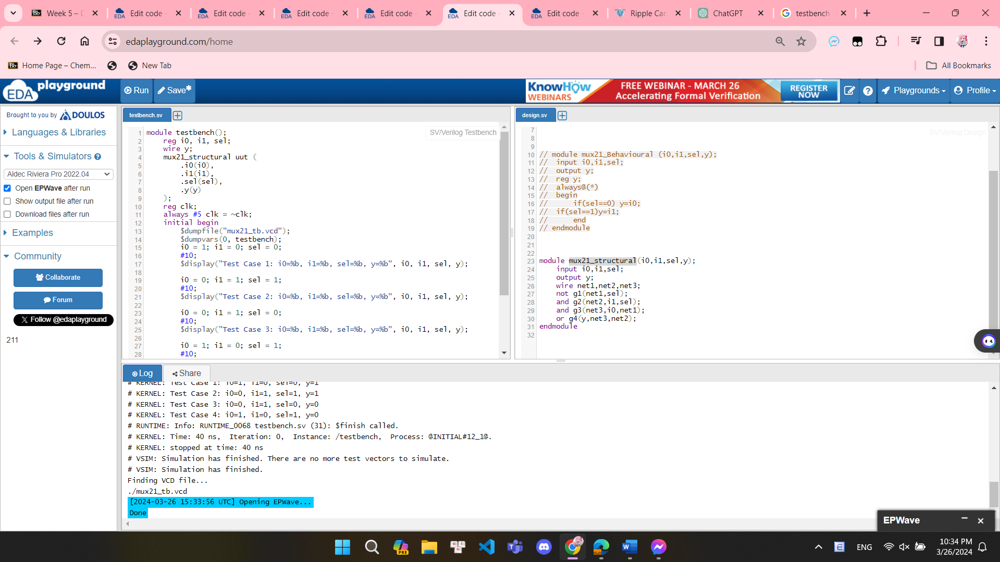 Week 5 – D
Edit code -
Edit code -
Edit code -
Edit code -
Edit code -
Edit code -
Ripple Car
ChatGPT
testbench
edaplayground.com/home
Home Page – Chem...
New Tab
All Bookmarks
EDA playground
Run
Save*
KnowHow WEBINARS
FREE WEBINAR - MARCH 26
Accelerating Formal Verification
REGISTER NOW
Playgrounds
Profile
Brought to you by DOULOS
Languages & Libraries
Tools & Simulators
Aldec Riviera Pro 2022.04
Open EPWave after run
Show output file after run
Download files after run
Examples
Community
Collaborate
Forum
X Follow @edaplayground
211
testbench.sv
SV/Verilog Testbench
1 module testbench();
2 reg i0, i1, sel;
3 wire y;
4 mux21_structural uut (
5 .i0(i0),
6 .i1(i1),
7 .sel(sel),
8 .y(y)
9 );
10 reg clk;
11 always #5 clk = ~clk;
12 initial begin
13 $dumpfile("mux21_tb.vcd");
14 $dumpvars(0, testbench);
15 i0 = 1; i1 = 0; sel = 0;
16 #10;
17 $display("Test Case 1: i0=%b, i1=%b, sel=%b, y=%b", i0, i1, sel, y);
18
19 i0 = 0; i1 = 1; sel = 1;
20 #10;
21 $display("Test Case 2: i0=%b, i1=%b, sel=%b, y=%b", i0, i1, sel, y);
22
23 i0 = 0; i1 = 1; sel = 0;
24 #10;
25 $display("Test Case 3: i0=%b, i1=%b, sel=%b, y=%b", i0, i1, sel, y);
26
27 i0 = 1; i1 = 0; sel = 1;
28 #10;
design.sv
SV/Verilog Design
7
8
9
10 // module mux21_Behavioural (i0,i1,sel,y);
11 // input i0,i1,sel;
12 // output y;
13 // reg y;
14 // always@(*)
15 // begin
16 // if(sel==0) y=i0;
17 // if(sel==1)y=i1;
18 // end
19 // endmodule
20
21
22
23 module mux21_structural(i0,i1,sel,y);
24 input i0,i1,sel;
25 output y;
26 wire net1,net2,net3;
27 not g1(net1,sel);
28 and g2(net2,i1,sel);
29 and g3(net3,i0,net1);
30 or g4(y,net3,net2);
31 endmodule
32
Log
Share
# KERNEL: Test Case 1: i0=1, i1=0, sel=0, y=1
# KERNEL: Test Case 2: i0=0, i1=1, sel=1, y=1
# KERNEL: Test Case 3: i0=0, i1=1, sel=0, y=0
# KERNEL: Test Case 4: i0=1, i1=0, sel=1, y=0
# RUNTIME: Info: RUNTIME_0068 testbench.sv (31): $finish called.
# KERNEL: Time: 40 ns, Iteration: 0, Instance: /testbench, Process: @INITIAL#12_1@.
# KERNEL: stopped at time: 40 ns
# VSIM: Simulation has finished. There are no more test vectors to simulate.
# VSIM: Simulation has finished.
Finding VCD file...
./mux21_tb.vcd
[2024-03-26 15:33:56 UTC] Opening EPWave...
Done
EPWave
ENG
10:34 PM
3/26/2024